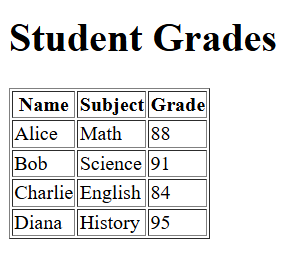 Student Grades
Name Subject Grade
Alice Math 88
Bob Science 91
Charlie English 84
Diana History 95